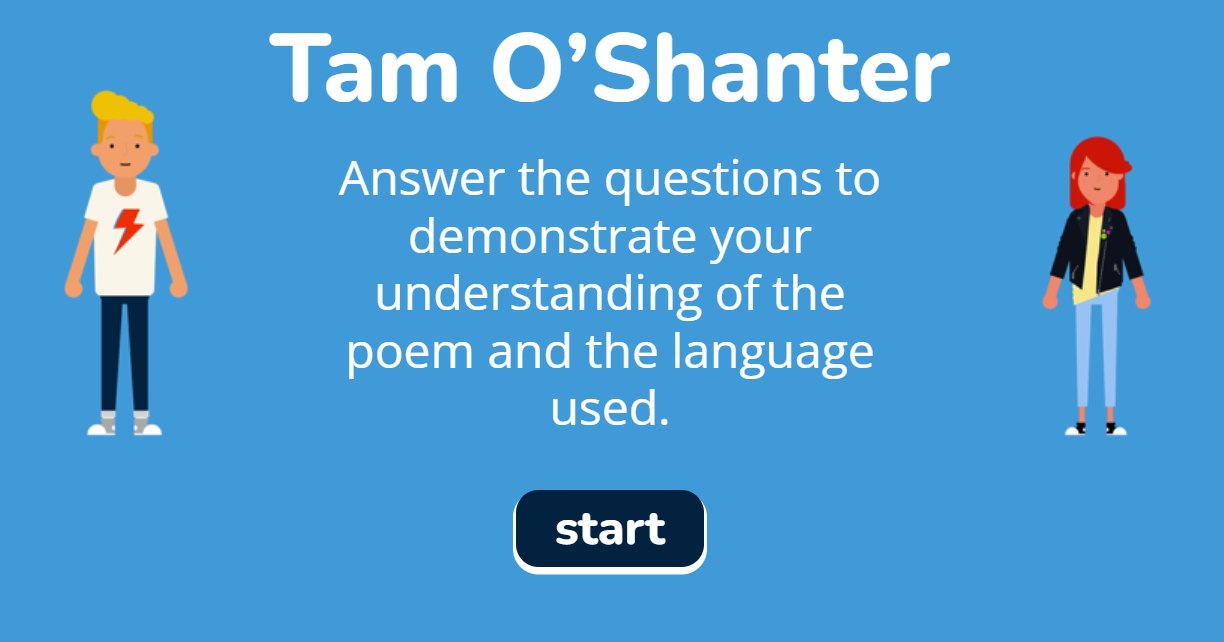 Tam O’Shanter
Answer the questions to
demonstrate your
understanding of the
poem and the language
used.
start